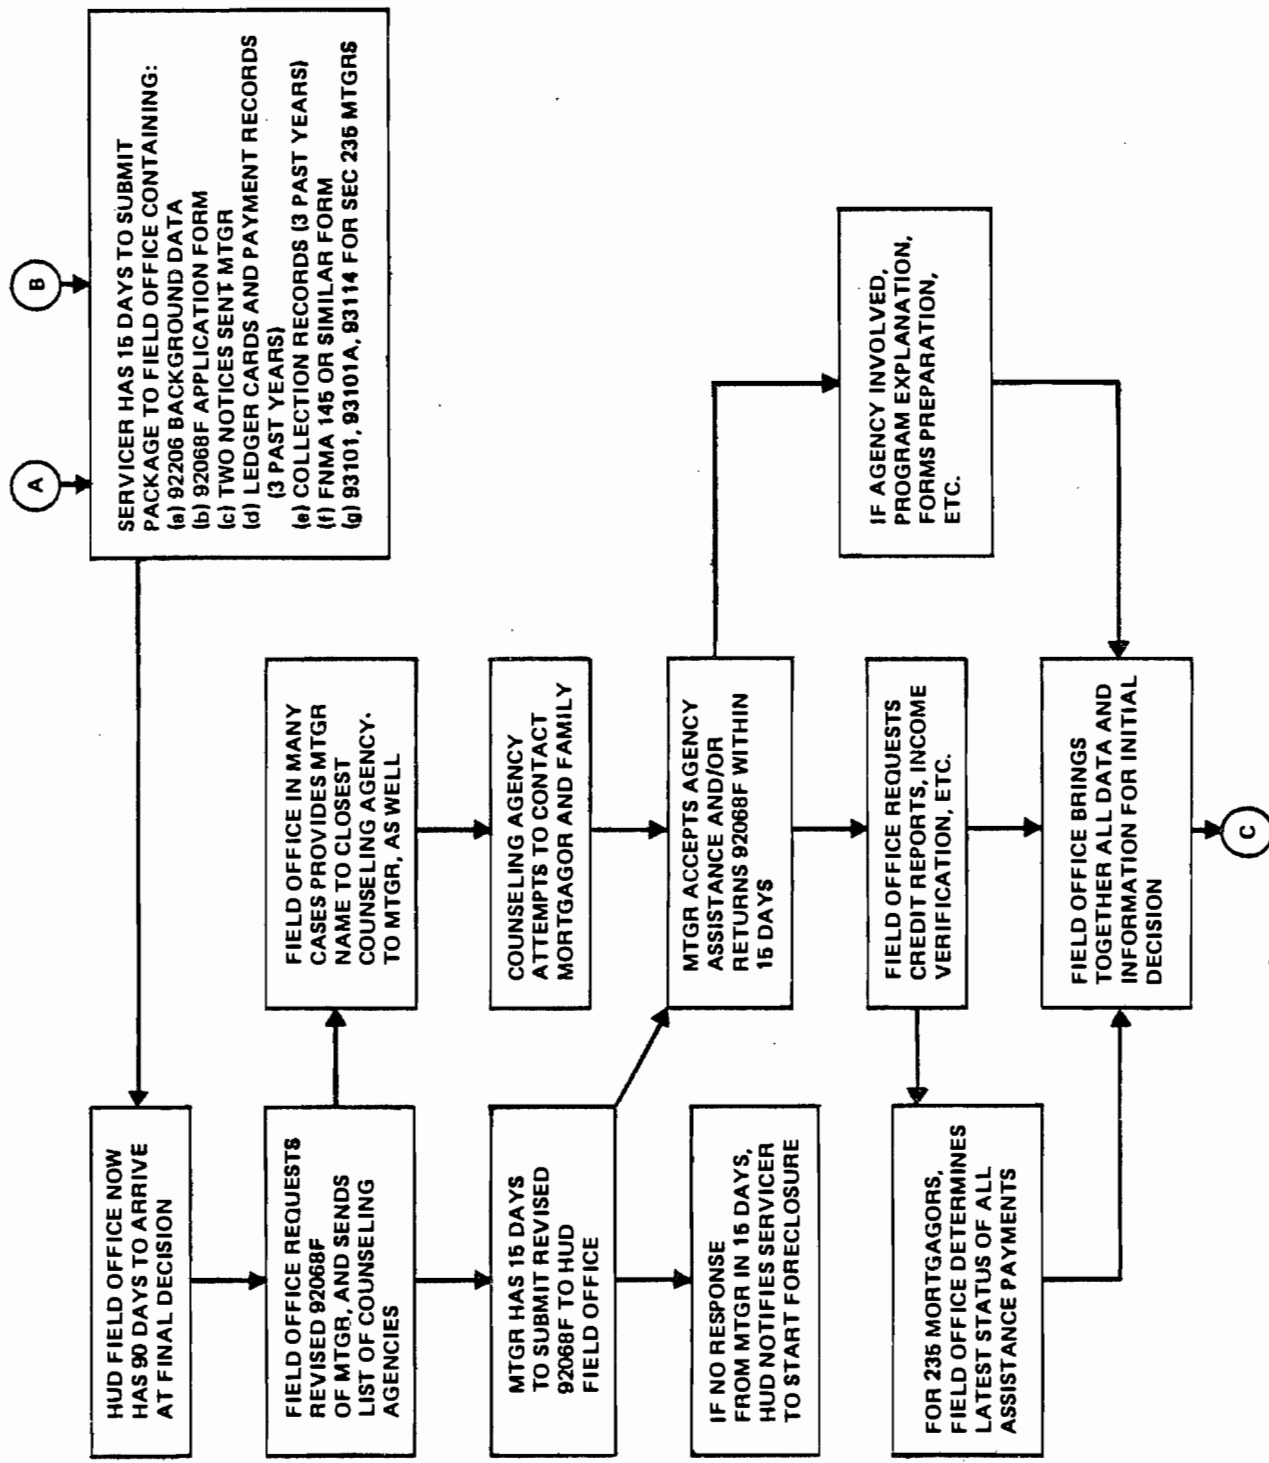 A
B
SERVICER HAS 15 DAYS TO SUBMIT
PACKAGE TO FIELD OFFICE CONTAINING:
(a) 92206 BACKGROUND DATA
(b) 92068F APPLICATION FORM
(c) TWO NOTICES SENT MTGR
(d) LEDGER CARDS AND PAYMENT RECORDS
(3 PAST YEARS)
(e) COLLECTION RECORDS (3 PAST YEARS)
(f) FNMA 145 OR SIMILAR FORM
(g) 93101, 93101A, 93114 FOR SEC 235 MTGRS
HUD FIELD OFFICE NOW
HAS 90 DAYS TO ARRIVE
AT FINAL DECISION
FIELD OFFICE REQUESTS
REVISED 92068F
OF MTGR, AND SENDS
LIST OF COUNSELING
AGENCIES
FIELD OFFICE IN MANY
CASES PROVIDES MTGR
NAME TO CLOSEST
COUNSELING AGENCY-
TO MTGR, AS WELL
MTGR HAS 15 DAYS
TO SUBMIT REVISED
92068F TO HUD
FIELD OFFICE
COUNSELING AGENCY
ATTEMPTS TO CONTACT
MORTGAGOR AND FAMILY
IF NO RESPONSE
FROM MTGR IN 15 DAYS,
HUD NOTIFIES SERVICER
TO START FORECLOSURE
MTGR ACCEPTS AGENCY
ASSISTANCE AND/OR
RETURNS 92068F WITHIN
15 DAYS
IF AGENCY INVOLVED,
PROGRAM EXPLANATION,
FORMS PREPARATION,
ETC.
FOR 235 MORTGAGORS,
FIELD OFFICE DETERMINES
LATEST STATUS OF ALL
ASSISTANCE PAYMENTS
FIELD OFFICE REQUESTS
CREDIT REPORTS, INCOME
VERIFICATION, ETC.
FIELD OFFICE BRINGS
TOGETHER ALL DATA AND
INFORMATION FOR INITIAL
DECISION
C